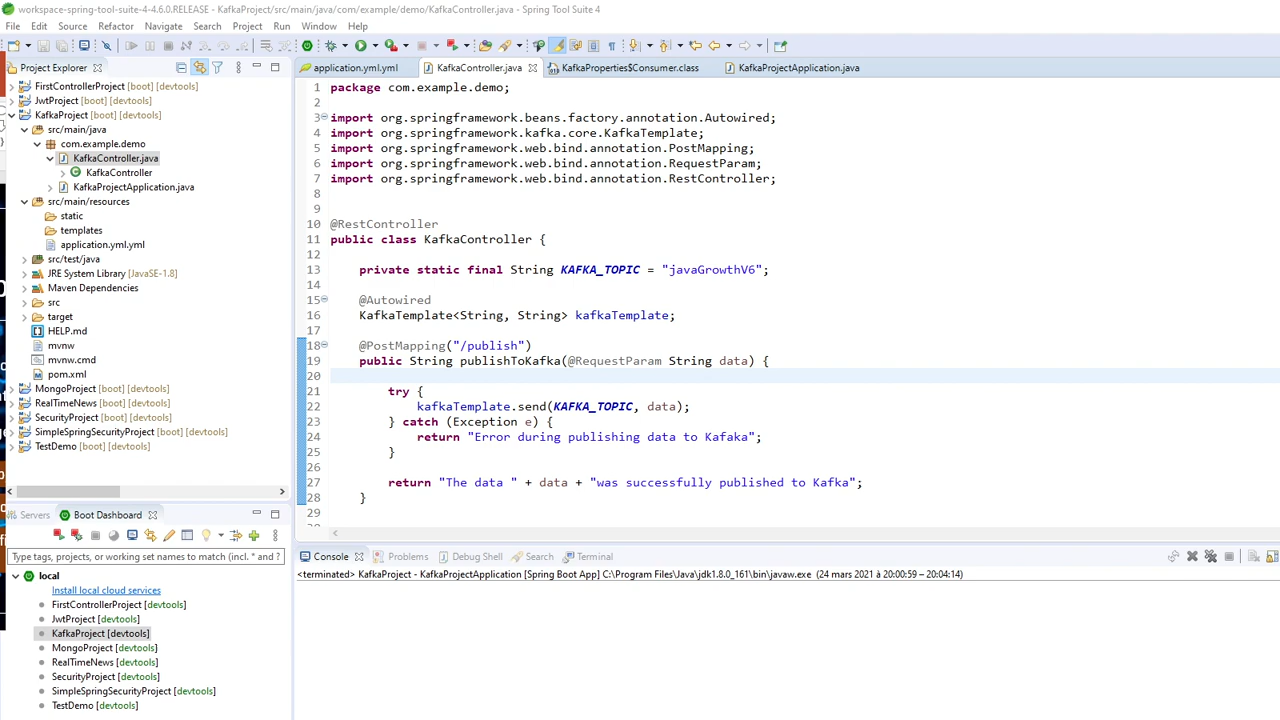 workspace-spring-tool-suite-4-4.6.0.RELEASE - KafkaProject/src/main/java/com/example/demo/KafkaController.java - Spring Tool Suite 4
File Edit Source Refactor Navigate Search Project Run Window Help
Project Explorer
FirstControllerProject [boot] [devtools]
JwtProject [boot] [devtools]
KafkaProject [boot] [devtools]
src/main/java
com.example.demo
KafkaController.java
KafkaController
KafkaProjectApplication.java
src/main/resources
static
templates
application.yml.yml
src/test/java
JRE System Library [JavaSE-1.8]
Maven Dependencies
src
target
HELP.md
mvnw
mvnw.cmd
pom.xml
MongoProject [boot] [devtools]
RealTimeNews [boot] [devtools]
SecurityProject [boot] [devtools]
SimpleSpringSecurityProject [boot] [devtools]
TestDemo [boot] [devtools]
Servers Boot Dashboard
Type tags, projects, or working set names to match (incl. * and ?
local
Install local cloud services
FirstControllerProject [devtools]
JwtProject [devtools]
KafkaProject [devtools]
MongoProject [devtools]
RealTimeNews [devtools]
SecurityProject [devtools]
SimpleSpringSecurityProject [devtools]
TestDemo [devtools]
application.yml.yml KafkaController.java KafkaProperties$Consumer.class KafkaProjectApplication.java
1 package com.example.demo;
2
3 import org.springframework.beans.factory.annotation.Autowired;
4 import org.springframework.kafka.core.KafkaTemplate;
5 import org.springframework.web.bind.annotation.PostMapping;
6 import org.springframework.web.bind.annotation.RequestParam;
7 import org.springframework.web.bind.annotation.RestController;
8
9
10 @RestController
11 public class KafkaController {
12
13 private static final String KAFKA_TOPIC = "javaGrowthV6";
14
15 @Autowired
16 KafkaTemplate<String, String> kafkaTemplate;
17
18 @PostMapping("/publish")
19 public String publishToKafka(@RequestParam String data) {
20
21 try {
22 kafkaTemplate.send(KAFKA_TOPIC, data);
23 } catch (Exception e) {
24 return "Error during publishing data to Kafaka";
25 }
26
27 return "The data " + data + "was successfully published to Kafka";
28 }
29
Console Problems Debug Shell Search Terminal
<terminated> KafkaProject - KafkaProjectApplication [Spring Boot App] C:\Program Files\Java\jdk1.8.0_161\bin\javaw.exe (24 mars 2021 à 20:00:59 – 20:04:14)